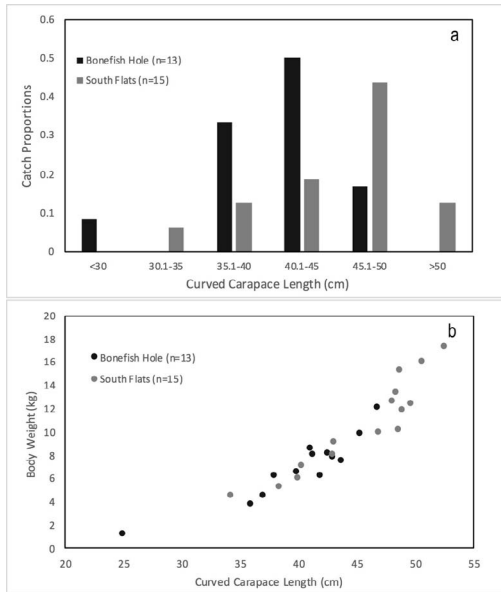 a
Bonefish Hole (n=13)
South Flats (n=15)
Catch Proportions
0.6
0.5
0.4
0.3
0.2
0.1
0
<30 30.1-35 35.1-40 40.1-45 45.1-50 >50
Curved Carapace Length (cm)
b
Bonefish Hole (n=13)
South Flats (n=15)
Body Weight (kg)
20
18
16
14
12
10
8
6
4
2
0
20 25 30 35 40 45 50 55
Curved Carapace Length (cm)